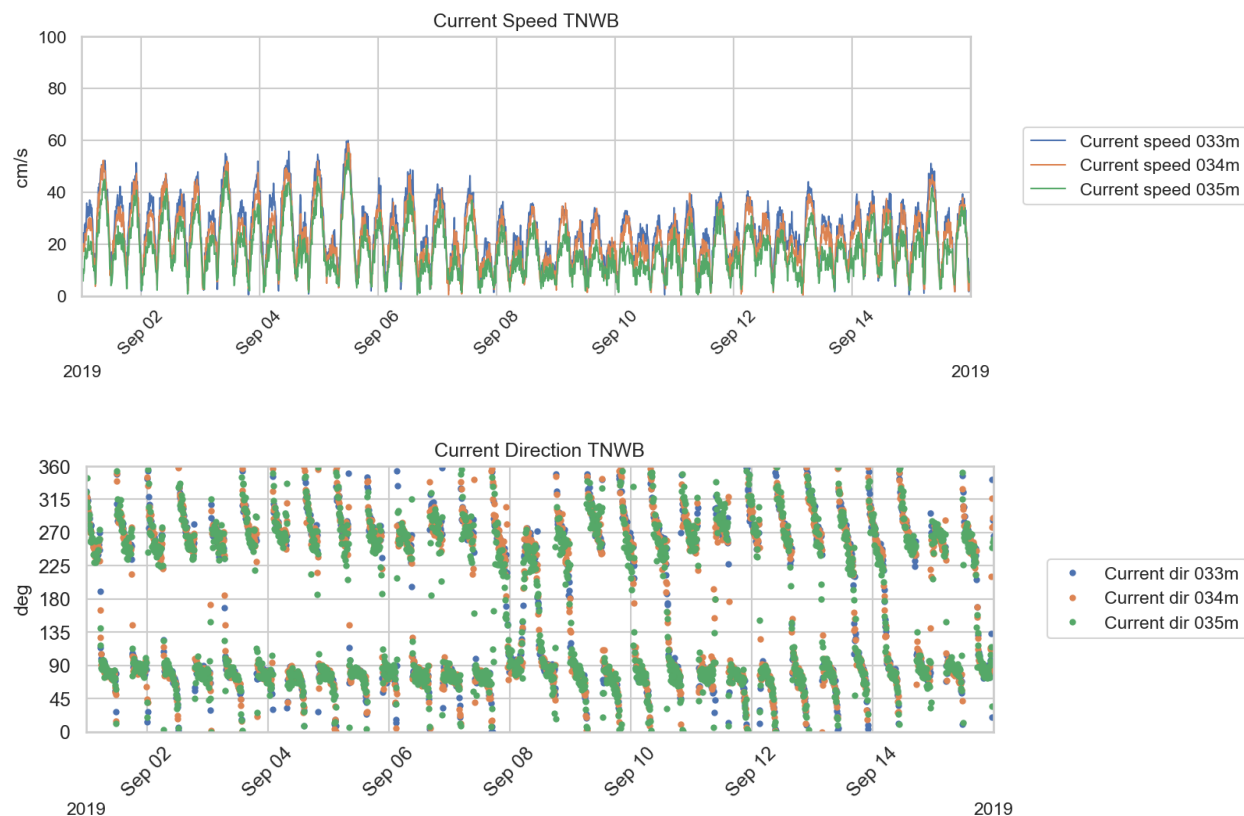 Current Speed TNWB
100
80
60
40
20
0
cm/s
Sep 02
Sep 04
Sep 06
Sep 08
Sep 10
Sep 12
Sep 14
2019
2019
Current speed 033m
Current speed 034m
Current speed 035m
Current Direction TNWB
360
315
270
225
180
135
90
45
0
deg
Sep 02
Sep 04
Sep 06
Sep 08
Sep 10
Sep 12
Sep 14
2019
2019
Current dir 033m
Current dir 034m
Current dir 035m